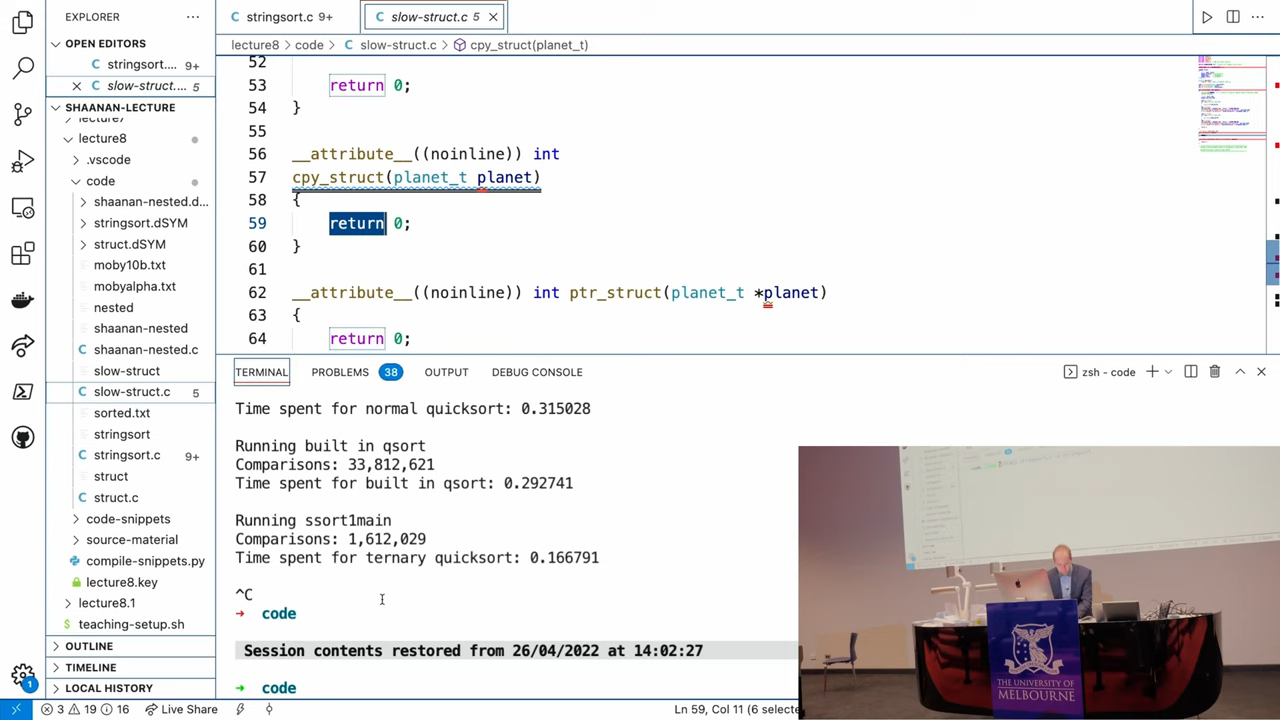 EXPLORER
OPEN EDITORS
stringsort.... 9+
slow-struct.... 5
SHAANAN-LECTURE
lecture7
lecture8
.vscode
code
shaanan-nested.d...
stringsort.dSYM
struct.dSYM
moby10b.txt
mobyalpha.txt
nested
shaanan-nested
shaanan-nested.c
slow-struct
slow-struct.c 5
sorted.txt
stringsort
stringsort.c 9+
struct
struct.c
code-snippets
source-material
compile-snippets.py
lecture8.key
lecture8.1
teaching-setup.sh
OUTLINE
TIMELINE
LOCAL HISTORY
C stringsort.c 9+
C slow-struct.c 5
lecture8 > code > C slow-struct.c > cpy_struct(planet_t)
52
53 return 0;
54 }
55
56 __attribute__((noinline)) int
57 cpy_struct(planet_t planet)
58 {
59 return 0;
60 }
61
62 __attribute__((noinline)) int ptr_struct(planet_t *planet)
63 {
64 return 0;
TERMINAL PROBLEMS 38 OUTPUT DEBUG CONSOLE
zsh - code
Time spent for normal quicksort: 0.315028
Running built in qsort
Comparisons: 33,812,621
Time spent for built in qsort: 0.292741
Running ssort1main
Comparisons: 1,612,029
Time spent for ternary quicksort: 0.166791
^C
→ code
Session contents restored from 26/04/2022 at 14:02:27
→ code
THE UNIVERSITY OF
MELBOURNE
1
3 19 16 Live Share
Ln 59, Col 11 (6 selecte